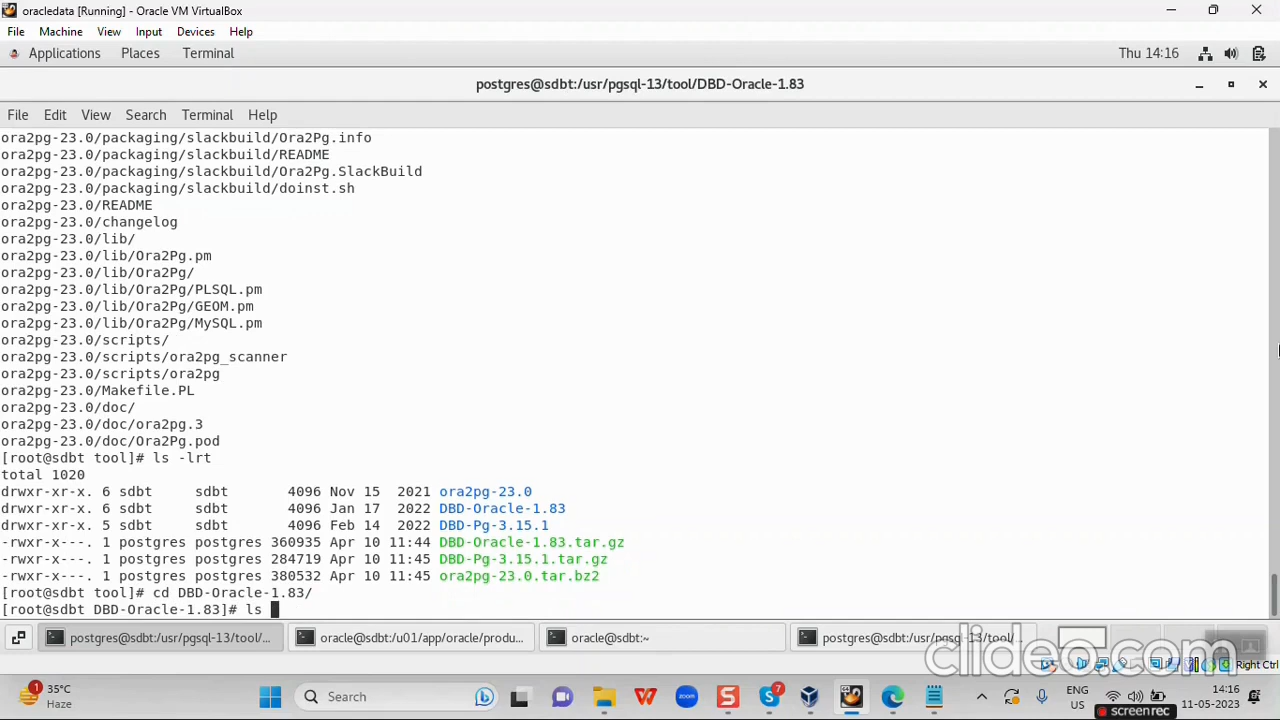 oracledata [Running] - Oracle VM VirtualBox
File Machine View Input Devices Help
Applications Places Terminal Thu 14:16
postgres@sdbt:/usr/pgsql-13/tool/DBD-Oracle-1.83
File Edit View Search Terminal Help
ora2pg-23.0/packaging/slackbuild/Ora2Pg.info
ora2pg-23.0/packaging/slackbuild/README
ora2pg-23.0/packaging/slackbuild/Ora2Pg.SlackBuild
ora2pg-23.0/packaging/slackbuild/doinst.sh
ora2pg-23.0/README
ora2pg-23.0/changelog
ora2pg-23.0/lib/
ora2pg-23.0/lib/Ora2Pg.pm
ora2pg-23.0/lib/Ora2Pg/
ora2pg-23.0/lib/Ora2Pg/PLSQL.pm
ora2pg-23.0/lib/Ora2Pg/GEOM.pm
ora2pg-23.0/lib/Ora2Pg/MySQL.pm
ora2pg-23.0/scripts/
ora2pg-23.0/scripts/ora2pg_scanner
ora2pg-23.0/scripts/ora2pg
ora2pg-23.0/Makefile.PL
ora2pg-23.0/doc/
ora2pg-23.0/doc/ora2pg.3
ora2pg-23.0/doc/Ora2Pg.pod
[root@sdbt tool]# ls -lrt
total 1020
drwxr-xr-x. 6 sdbt sdbt 4096 Nov 15 2021 ora2pg-23.0
drwxr-xr-x. 6 sdbt sdbt 4096 Jan 17 2022 DBD-Oracle-1.83
drwxr-xr-x. 5 sdbt sdbt 4096 Feb 14 2022 DBD-Pg-3.15.1
-rwxr-x---. 1 postgres postgres 360935 Apr 10 11:44 DBD-Oracle-1.83.tar.gz
-rwxr-x---. 1 postgres postgres 284719 Apr 10 11:45 DBD-Pg-3.15.1.tar.gz
-rwxr-x---. 1 postgres postgres 380532 Apr 10 11:45 ora2pg-23.0.tar.bz2
[root@sdbt tool]# cd DBD-Oracle-1.83/
[root@sdbt DBD-Oracle-1.83]# ls
postgres@sdbt:/usr/pgsql-13/tool/... oracle@sdbt:/u01/app/oracle/produ... oracle@sdbt:~ postgres@sdbt:/usr/pgsql-13/tool/...
clideo.com
Right Ctrl
1 35°C Haze Search 7 ENG US 14:16 11-05-2023
screenrec